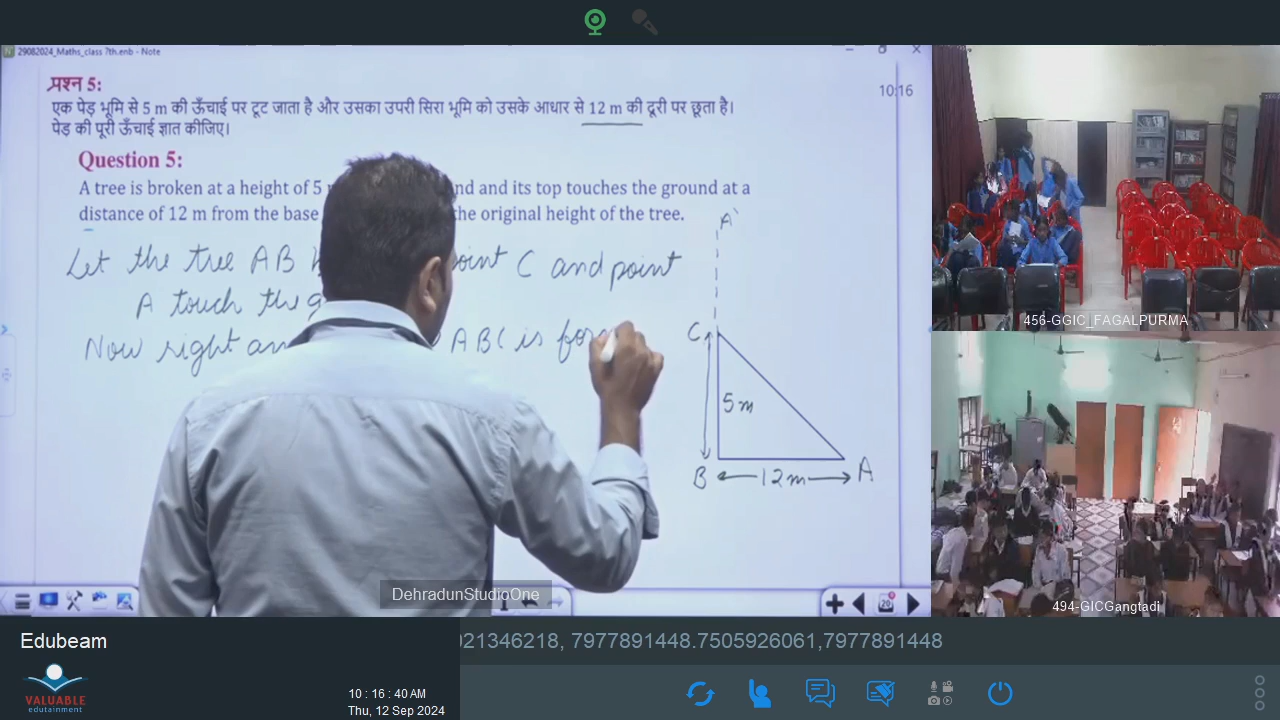 29082024_Maths_class 7th.enb - Note
10:16
प्रश्न 5:
एक पेड़ भूमि से 5 m की ऊँचाई पर टूट जाता है और उसका उपरी सिरा भूमि को उसके आधार से 12 m की दूरी पर छूता है।
पेड़ की पूरी ऊँचाई ज्ञात कीजिए।
Question 5:
A tree is broken at a height of 5 nd and its top touches the ground at a
distance of 12 m from the base the original height of the tree.
Let the tree AB point C and point
A touch the
Now right ABC is
A'
C
5m
B 12m A
DehradunStudioOne
20
456-GGIC_FAGALPURMA
494-GICGangtadi
Edubeam
021346218, 7977891448.7505926061,7977891448
VALUABLE
edutainment
10 : 16 : 40 AM
Thu, 12 Sep 2024